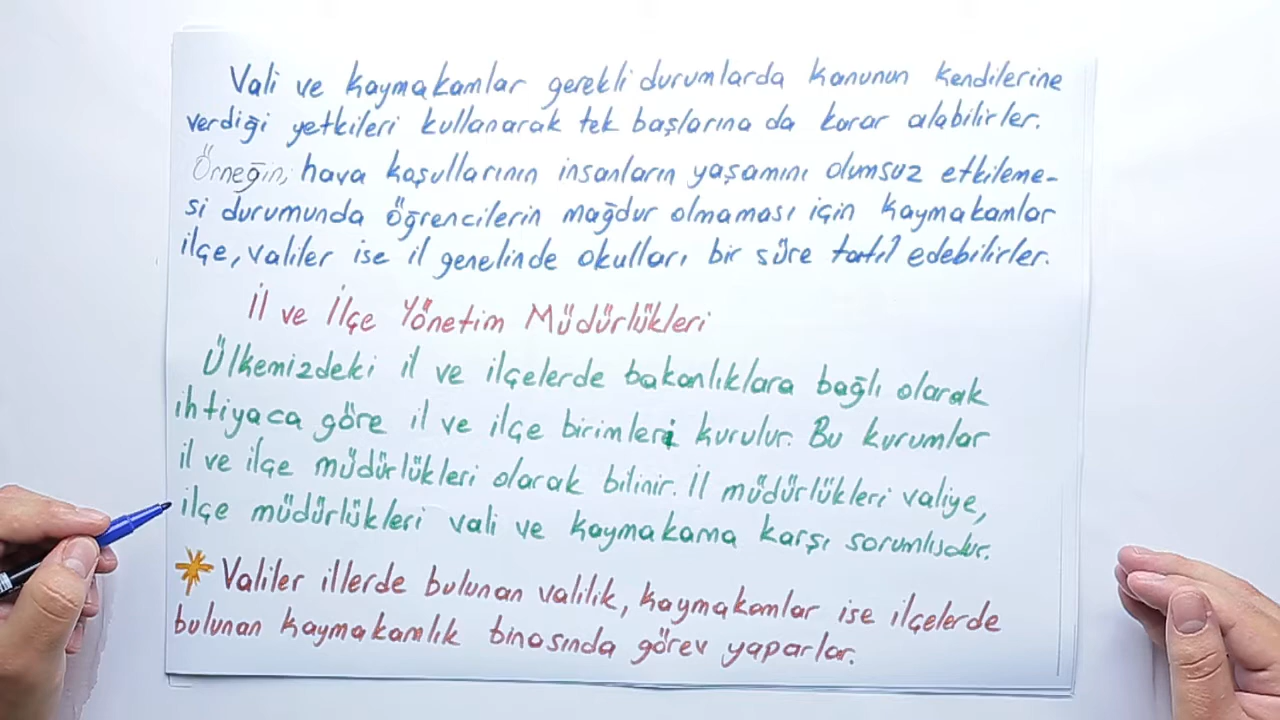 Vali ve kaymakamlar gerekli durumlarda kanunun kendilerine
verdiği yetkileri kullanarak tek başlarına da karar alabilirler.
Örneğin, hava koşullarının insanların yaşamını olumsuz etkileme-
si durumunda öğrencilerin mağdur olmaması için kaymakamlar
ilçe, valiler ise il genelinde okulları bir süre tatil edebilirler.
İl ve İlçe Yönetim Müdürlükleri
Ülkemizdeki il ve ilçelerde bakanlıklara bağlı olarak
ihtiyaca göre il ve ilçe birimleri kurulur. Bu kurumlar
il ve ilçe müdürlükleri olarak bilinir. İl müdürlükleri valiye,
ilçe müdürlükleri vali ve kaymakama karşı sorumludur.
Valiler illerde bulunan valilik, kaymakamlar ise ilçelerde
bulunan kaymakamlık binasında görev yaparlar.